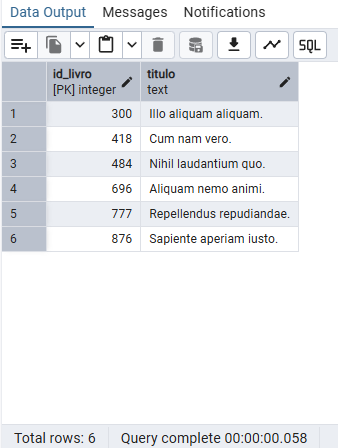 Data Output Messages Notifications
SQL
id_livro titulo
[PK] integer text
1 300 Illo aliquam aliquam.
2 418 Cum nam vero.
3 484 Nihil laudantium quo.
4 696 Aliquam nemo animi.
5 777 Repellendus repudiandae.
6 876 Sapiente aperiam iusto.
Total rows: 6 Query complete 00:00:00.058